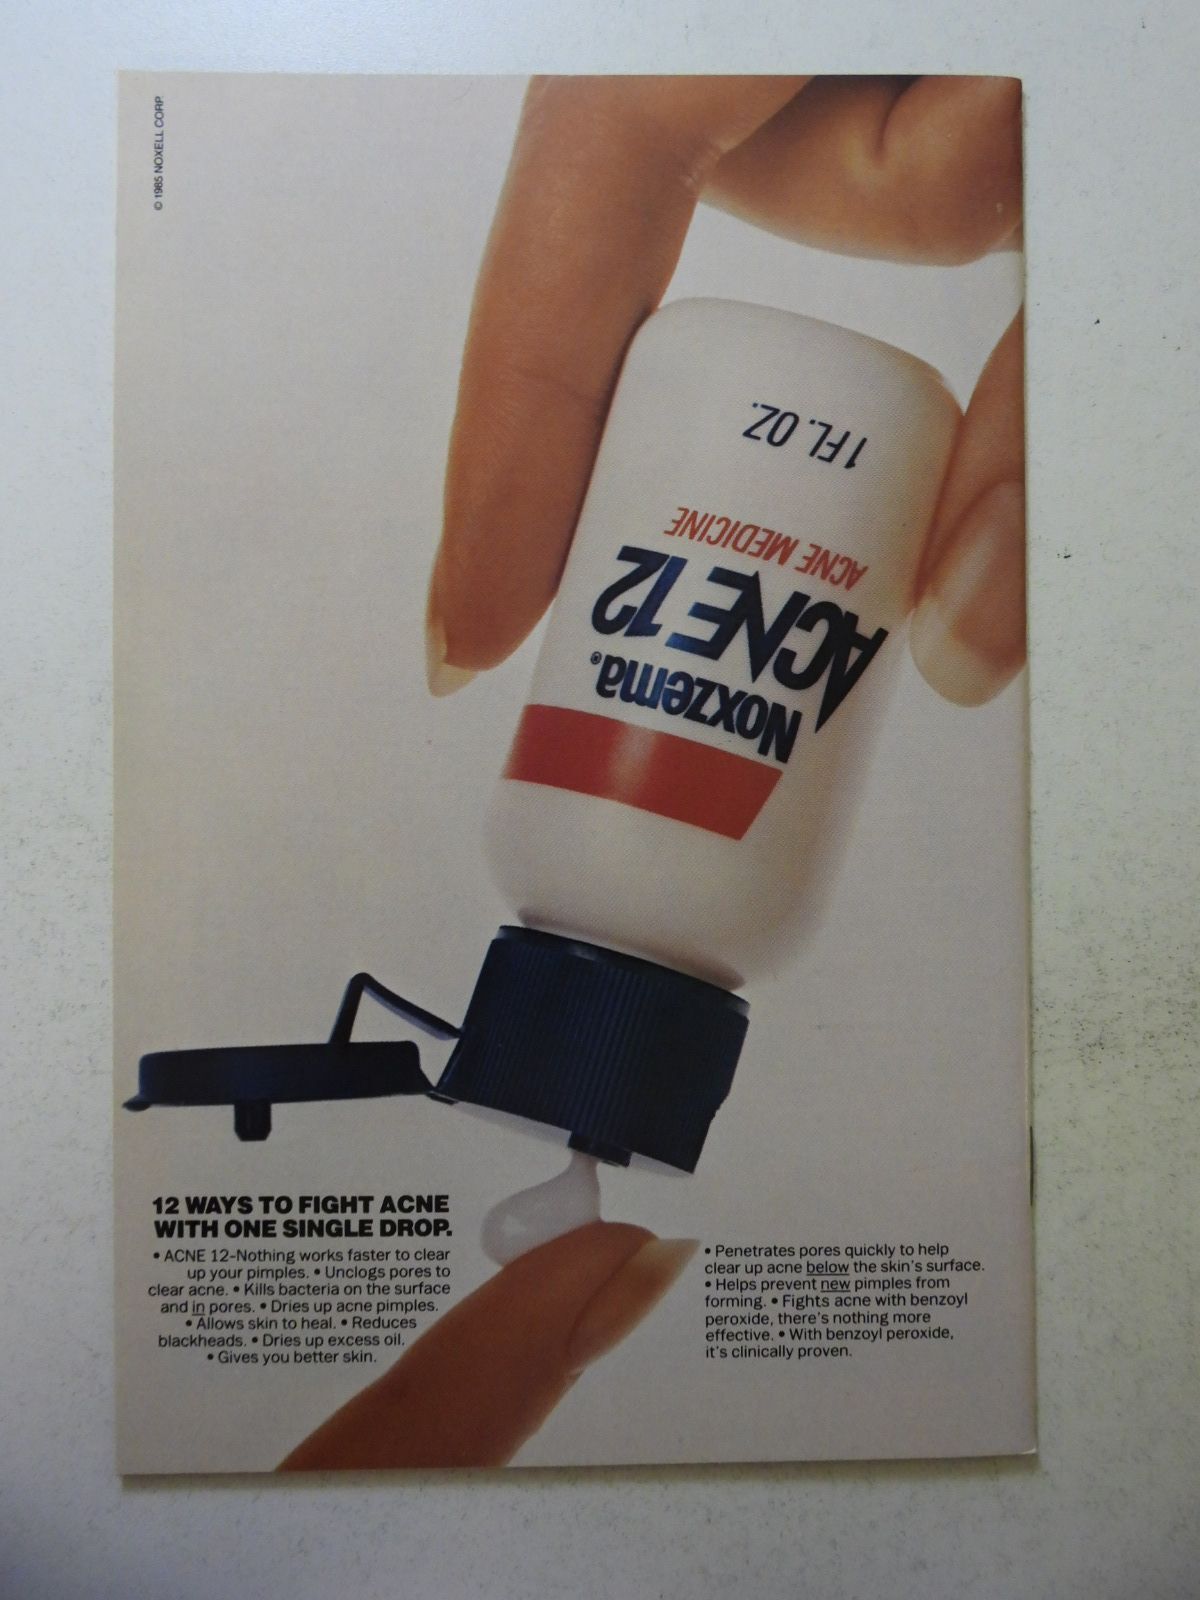 © 1985 NOXELL CORP.
1 FL. OZ.
ACNE MEDICINE
ACNE 12
Noxzema®
12 WAYS TO FIGHT ACNE
WITH ONE SINGLE DROP.
• ACNE 12-Nothing works faster to clear
up your pimples. • Unclogs pores to
clear acne. • Kills bacteria on the surface
and in pores. • Dries up acne pimples.
• Allows skin to heal. • Reduces
blackheads. • Dries up excess oil.
• Gives you better skin.
• Penetrates pores quickly to help
clear up acne below the skin's surface.
• Helps prevent new pimples from
forming. • Fights acne with benzoyl
peroxide, there's nothing more
effective. • With benzoyl peroxide,
it's clinically proven.